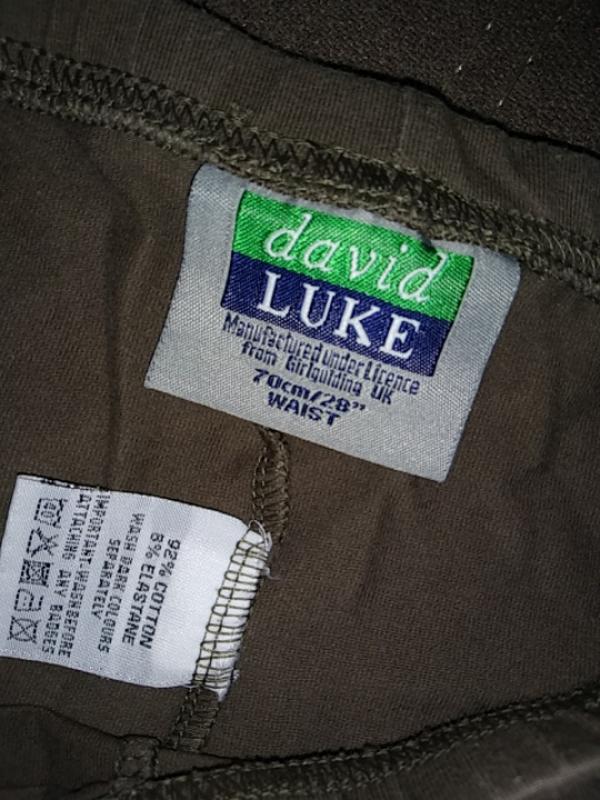 david
LUKE
Manufactured under Licence
from Girlguiding UK
70cm/28"
WAIST
92% COTTON
8% ELASTANE
WASH DARK COLOURS
SEPARATELY
IMPORTANT-WASH BEFORE
ATTACHING ANY BADGES